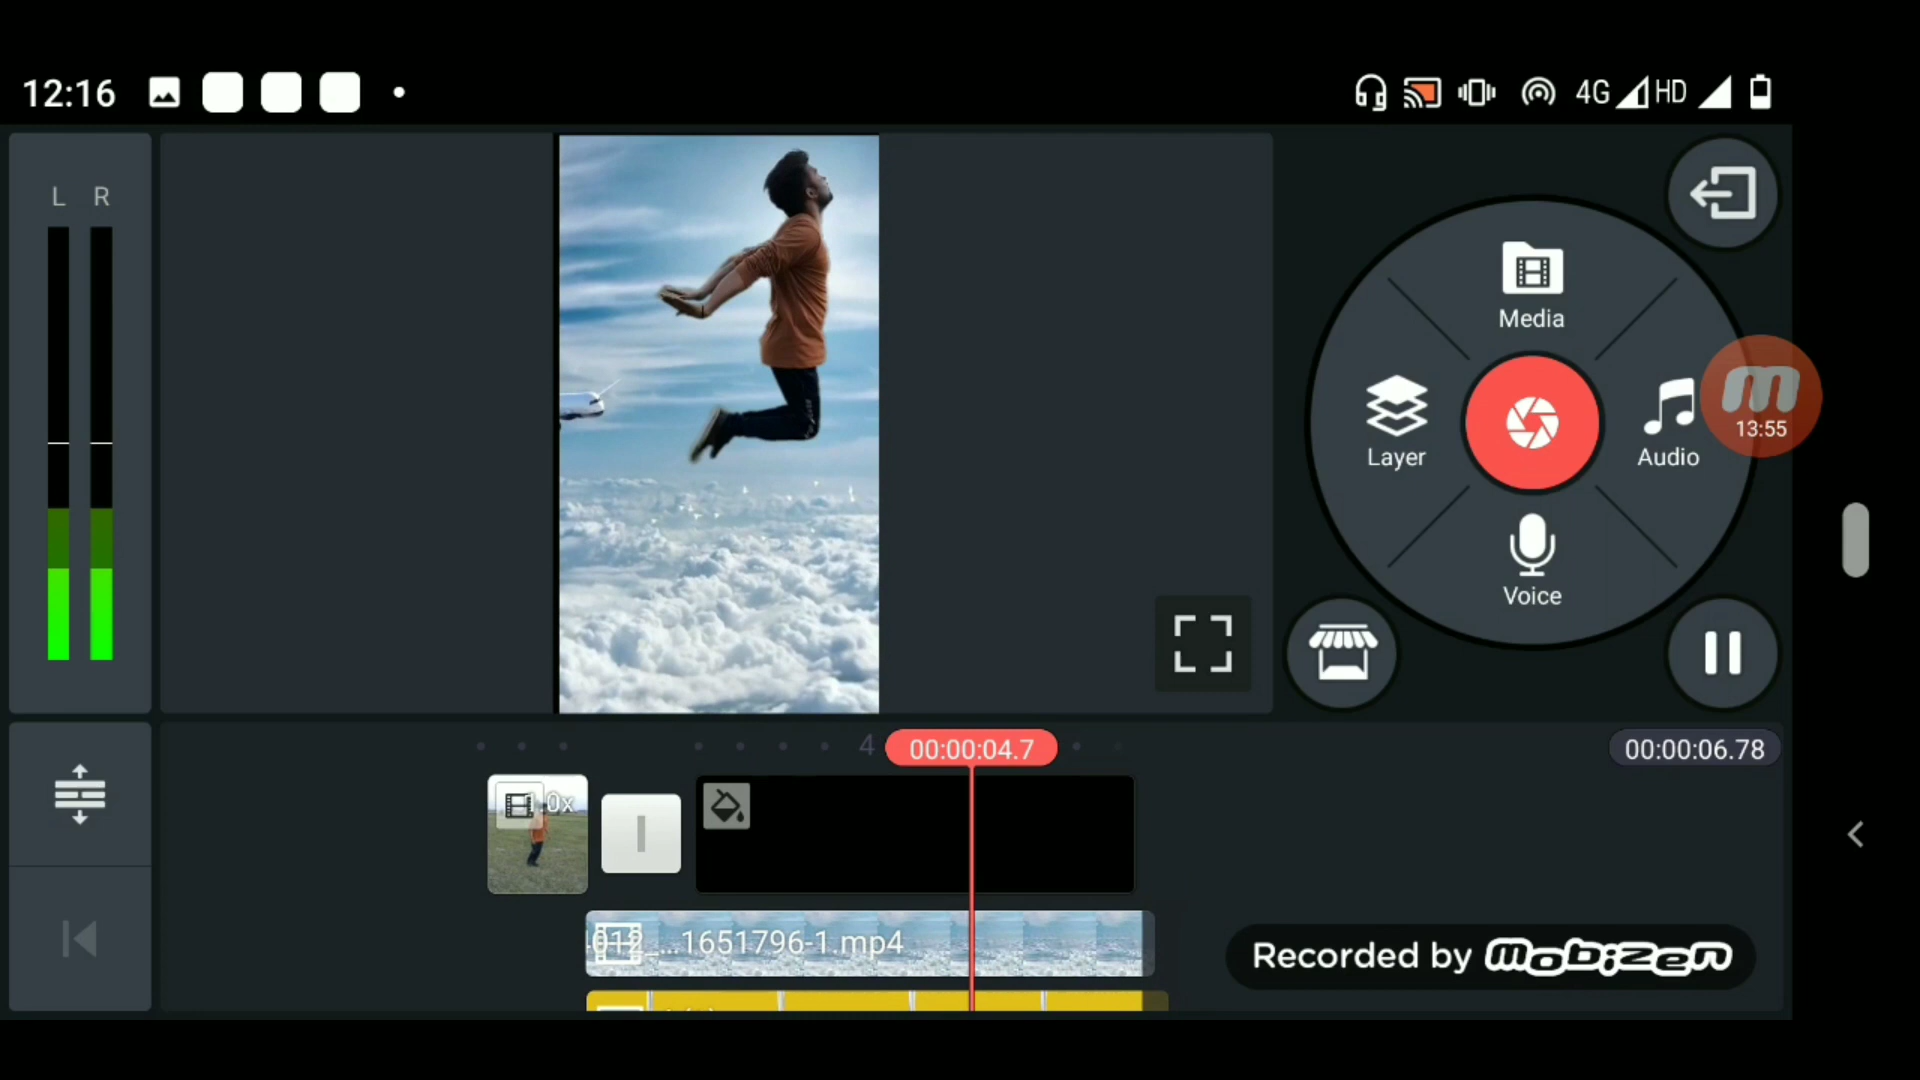 12:16
4G HD
L R
Media
Layer
Audio
13:55
Voice
4
00:00:04.7
00:00:06.78
1.0x
1651796-1.mp4
Recorded by mobizen